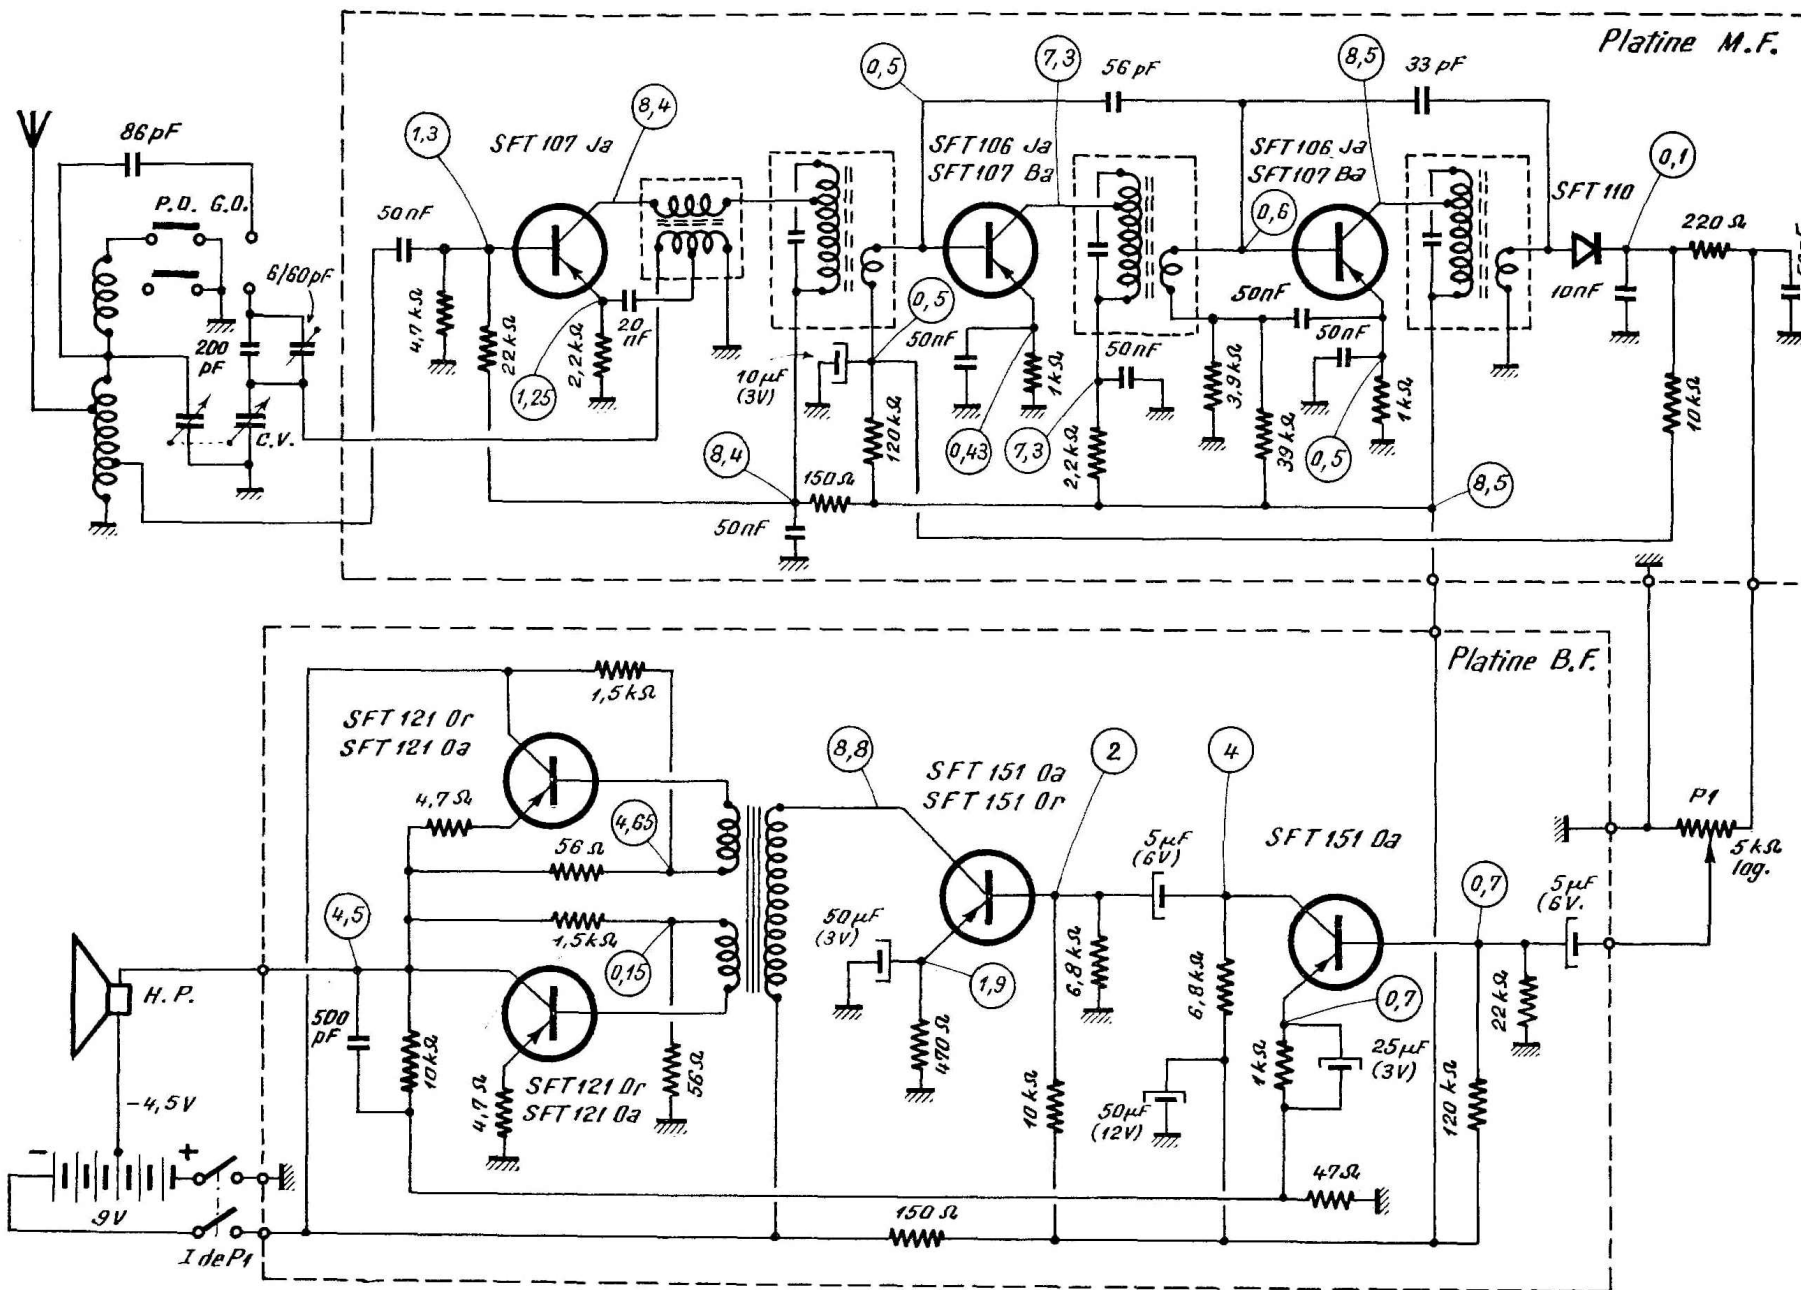 Platine M.F.
86 pF
P.O. G.O.
6/60 pF
200
pF
C.V.
50 nF
1,3
SFT 107 Ja
8,4
4,7 kΩ
22 kΩ
1,25
2,2 kΩ
20
nF
0,5
7,3
56 pF
8,5
33 pF
SFT 106 Ja
SFT 107 Ba
SFT 106 Ja
SFT 107 Ba
SFT 110
0,1
220 Ω
0,6
0,5
50 nF
10 µF
(3V)
120 kΩ
1 kΩ
0,43
50 nF
7,3
2,2 kΩ
3,9 kΩ
39 kΩ
50 nF
50 nF
0,5
1 kΩ
10 nF
10 kΩ
8,4
150 Ω
8,5
50 nF
Platine B.F.
1,5 kΩ
SFT 121 Or
SFT 121 Oa
4,7 Ω
56 Ω
4,65
4,5
1,5 kΩ
0,15
H.P.
500
pF
10 kΩ
4,7 Ω
SFT 121 Or
SFT 121 Oa
56 Ω
8,8
SFT 151 Oa
SFT 151 Or
2
4
5 µF
(6V)
SFT 151 Oa
50 µF
(3V)
1,9
470 Ω
6,8 kΩ
10 kΩ
6,8 kΩ
50 µF
(12V)
0,7
0,7
1 kΩ
25 µF
(3V)
22 kΩ
120 kΩ
5 µF
(6V.
P1
5 kΩ
log.
47 Ω
150 Ω
-4,5 V
- +
9V
I de P1